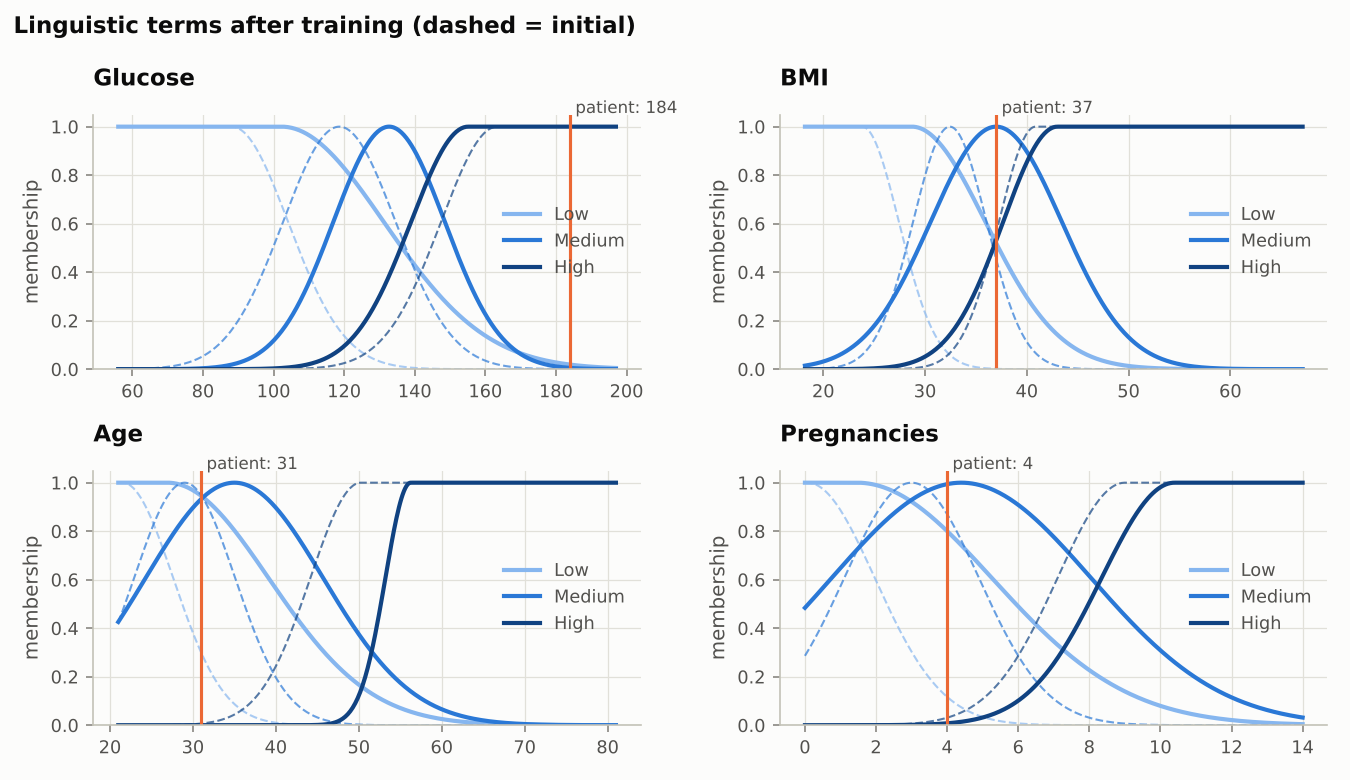 Linguistic terms after training (dashed = initial)
Glucose
patient: 184
1.0
0.8
0.6
0.4
0.2
0.0
membership
60 80 100 120 140 160 180 200
Low
Medium
High
BMI
patient: 37
1.0
0.8
0.6
0.4
0.2
0.0
membership
20 30 40 50 60
Low
Medium
High
Age
patient: 31
1.0
0.8
0.6
0.4
0.2
0.0
membership
20 30 40 50 60 70 80
Low
Medium
High
Pregnancies
patient: 4
1.0
0.8
0.6
0.4
0.2
0.0
membership
0 2 4 6 8 10 12 14
Low
Medium
High